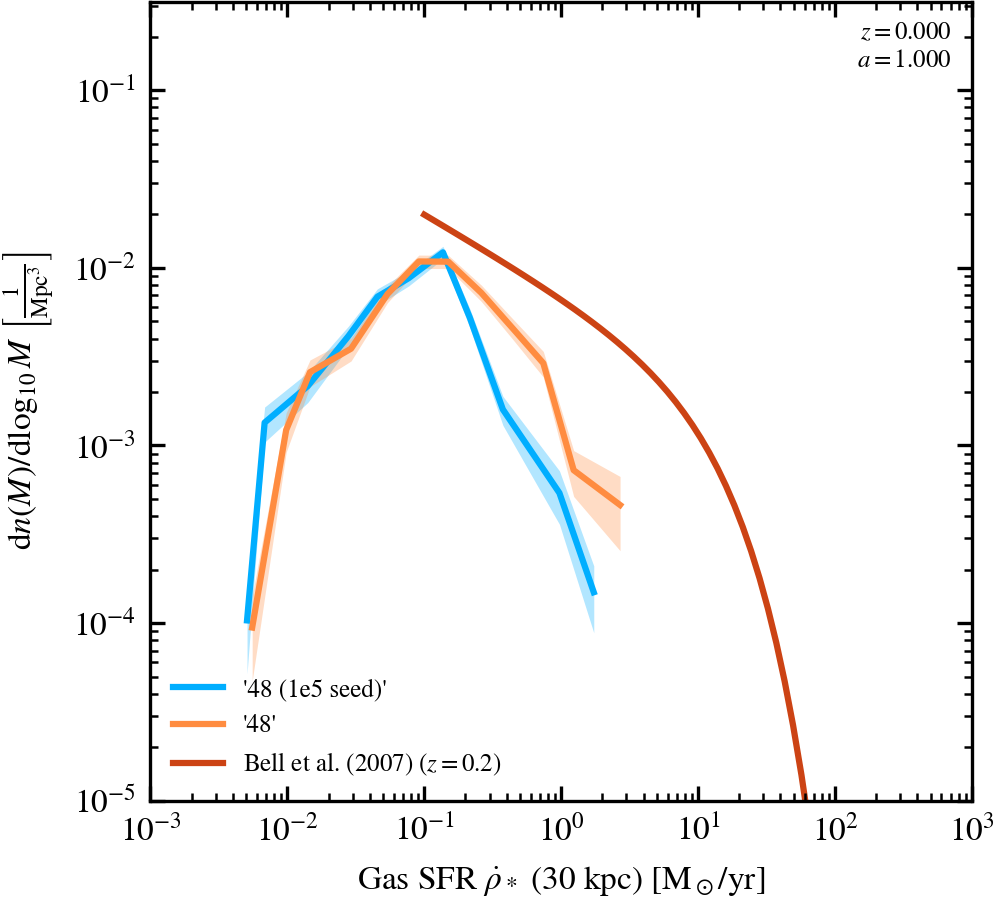 z = 0.000
a = 1.000
10⁻¹
10⁻²
10⁻³
10⁻⁴
10⁻⁵
dn(M)/dlog₁₀M [1/Mpc³]
'48 (1e5 seed)'
'48'
Bell et al. (2007) (z = 0.2)
10⁻³ 10⁻² 10⁻¹ 10⁰ 10¹ 10² 10³
Gas SFR ρ̇* (30 kpc) [M⊙/yr]